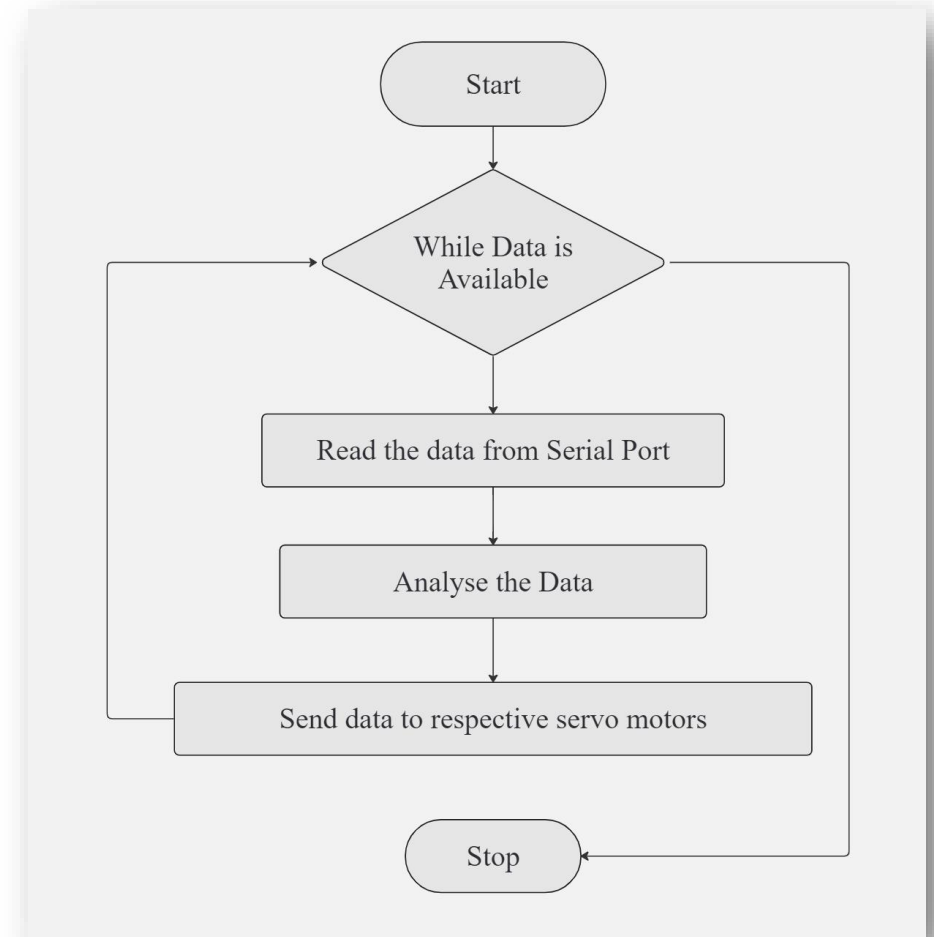 Start
While Data is
Available
Read the data from Serial Port
Analyse the Data
Send data to respective servo motors
Stop